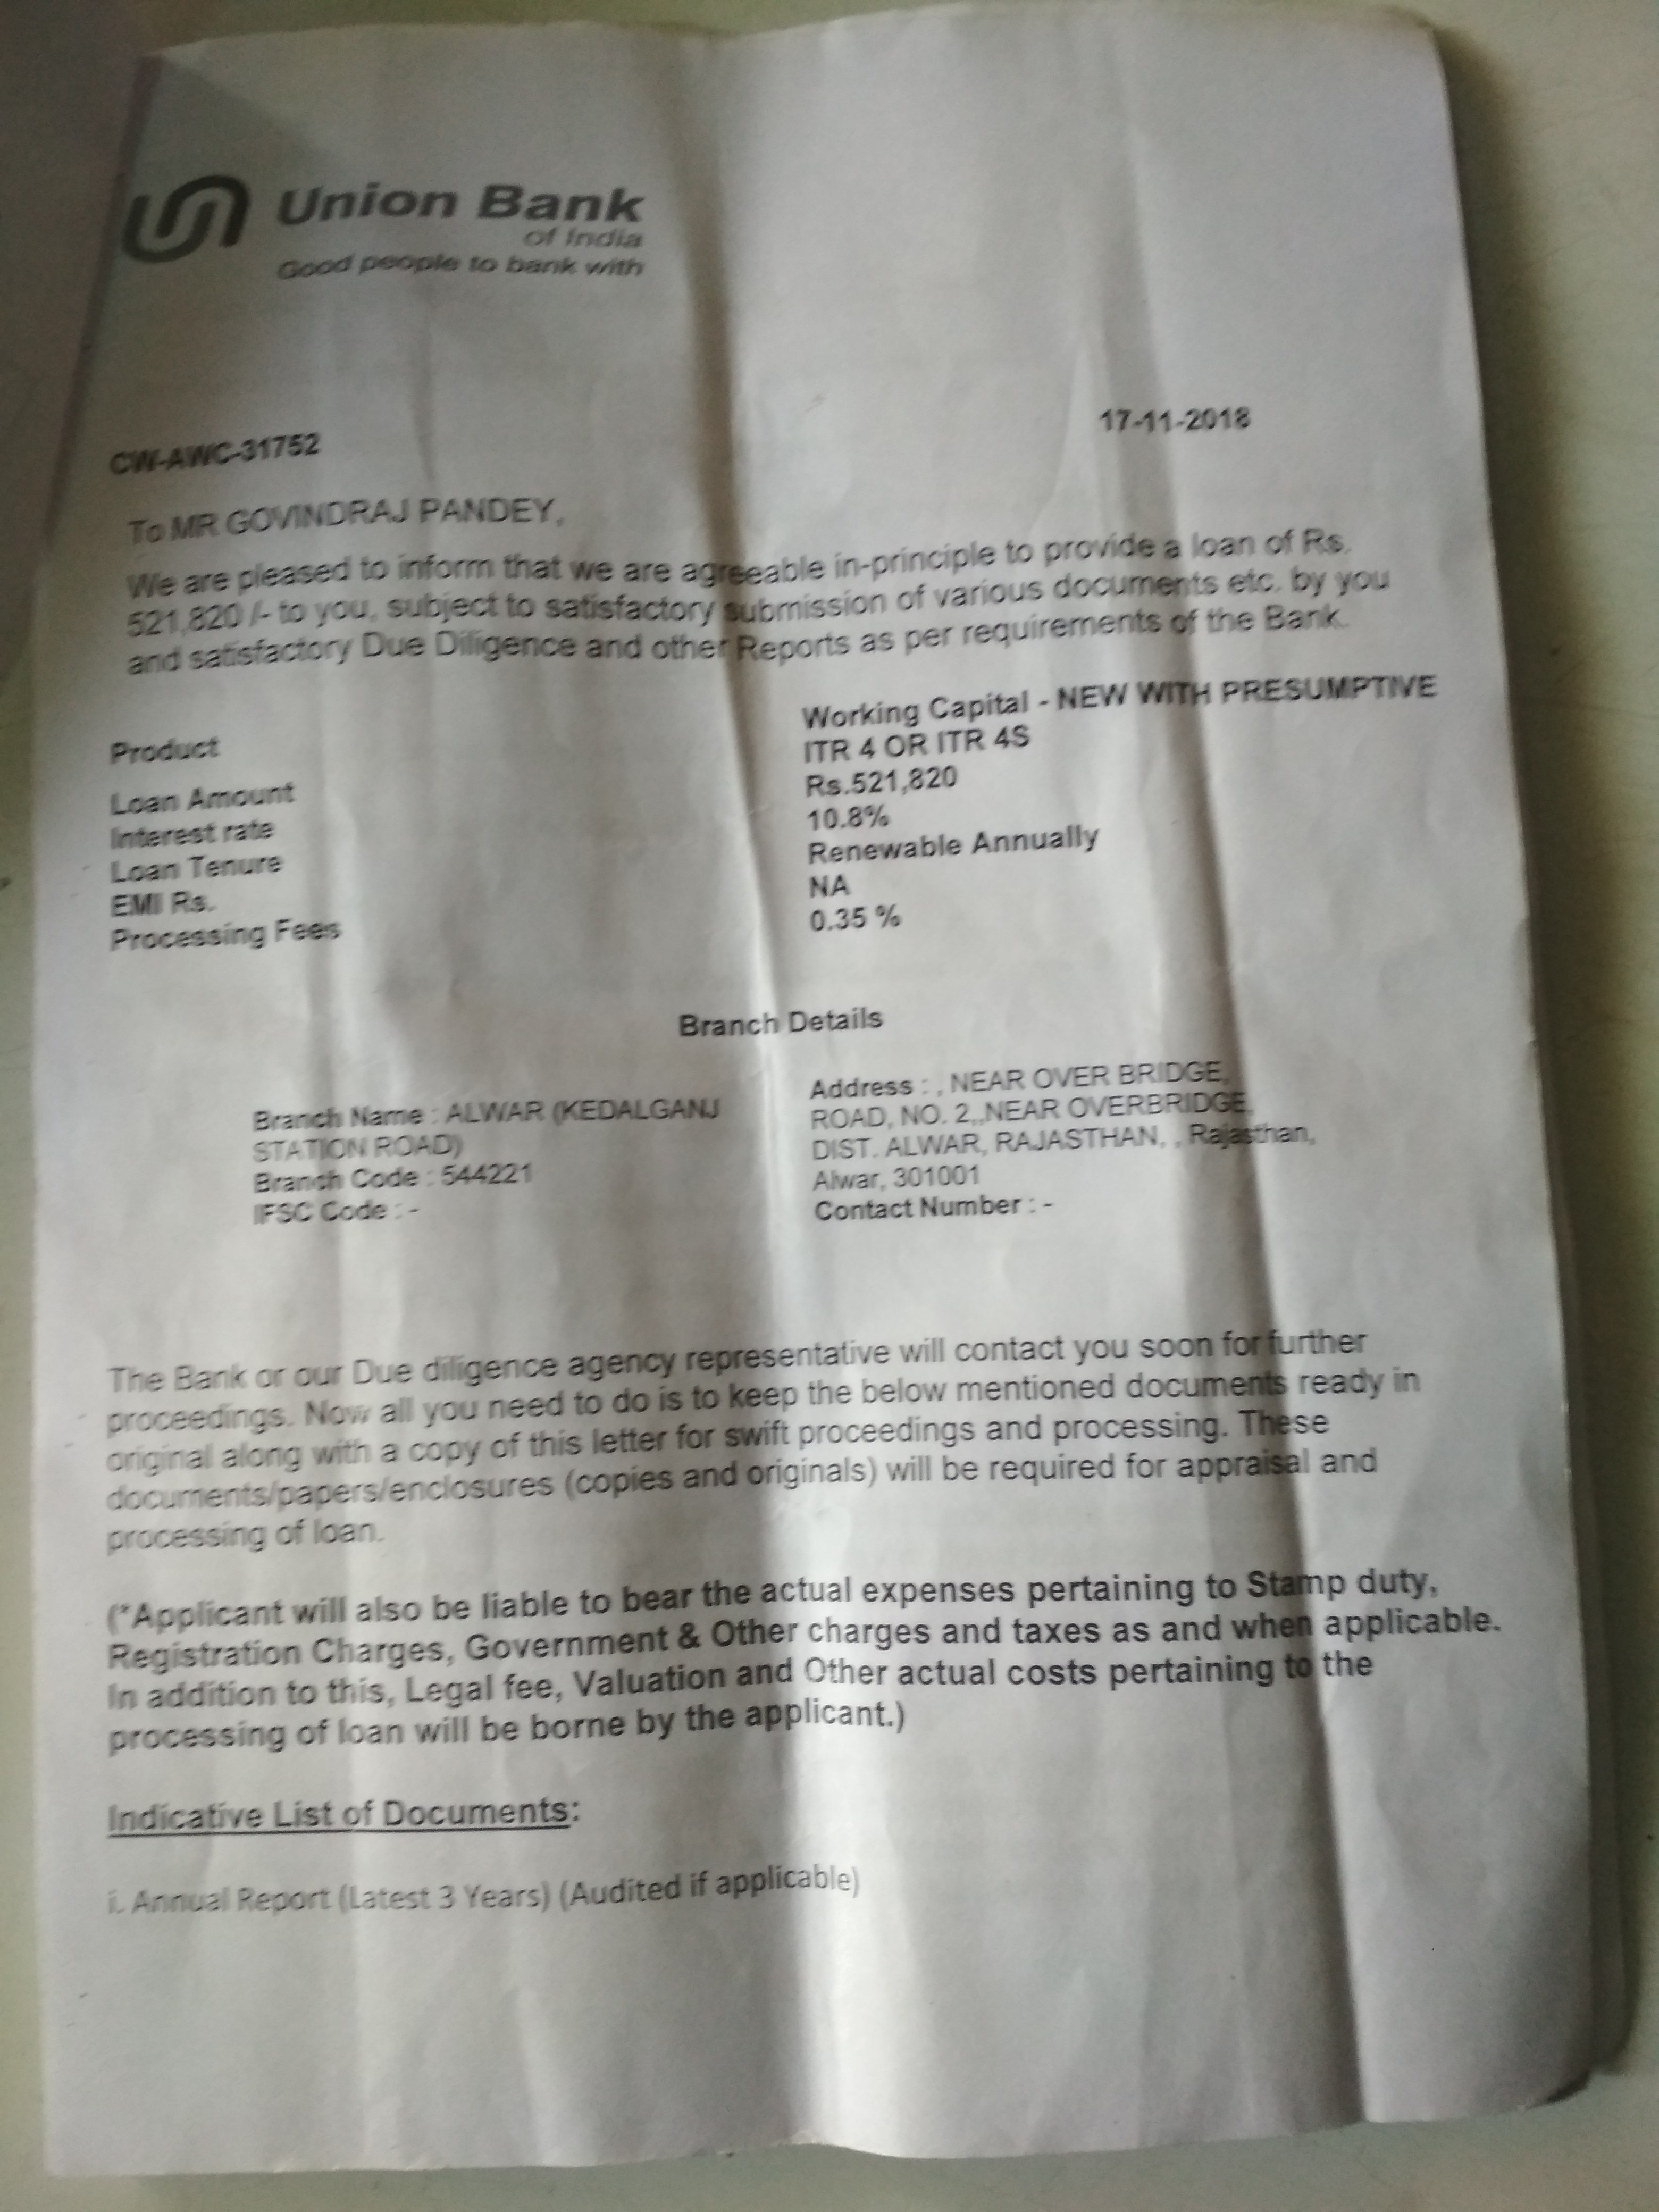 Union Bank
of India
Good people to bank with
17-11-2018
CW-AWC-31752
To MR GOVINDRAJ PANDEY,
We are pleased to inform that we are agreeable in-principle to provide a loan of Rs.
521,820 /- to you, subject to satisfactory submission of various documents etc. by you
and satisfactory Due Diligence and other Reports as per requirements of the Bank.
Product
Working Capital - NEW WITH PRESUMPTIVE
ITR 4 OR ITR 4S
Loan Amount Rs.521,820
Interest rate 10.8%
Loan Tenure Renewable Annually
EMI Rs. NA
Processing Fees 0.35 %
Branch Details
Branch Name : ALWAR (KEDALGANJ
STATION ROAD)
Branch Code : 544221
IFSC Code : -
Address : , NEAR OVER BRIDGE,
ROAD, NO. 2,,NEAR OVERBRIDGE,
DIST. ALWAR, RAJASTHAN, , Rajasthan,
Alwar, 301001
Contact Number : -
The Bank or our Due diligence agency representative will contact you soon for further
proceedings. Now all you need to do is to keep the below mentioned documents ready in
original along with a copy of this letter for swift proceedings and processing. These
documents/papers/enclosures (copies and originals) will be required for appraisal and
processing of loan.
(*Applicant will also be liable to bear the actual expenses pertaining to Stamp duty,
Registration Charges, Government & Other charges and taxes as and when applicable.
In addition to this, Legal fee, Valuation and Other actual costs pertaining to the
processing of loan will be borne by the applicant.)
Indicative List of Documents:
i. Annual Report (Latest 3 Years) (Audited if applicable)